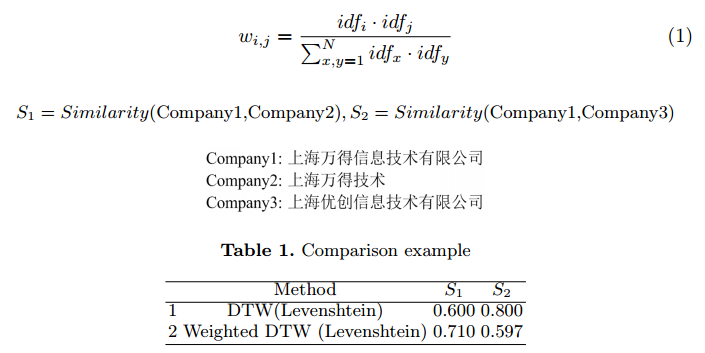 w_{i,j} = \frac{idf_i \cdot idf_j}{\sum_{x,y=1}^{N} idf_x \cdot idf_y} (1)
S_1 = Similarity(Company1,Company2), S_2 = Similarity(Company1,Company3)
Company1: 上海万得信息技术有限公司
Company2: 上海万得技术
Company3: 上海优创信息技术有限公司
Table 1. Comparison example
Method S_1 S_2
1 DTW(Levenshtein) 0.600 0.800
2 Weighted DTW (Levenshtein) 0.710 0.597